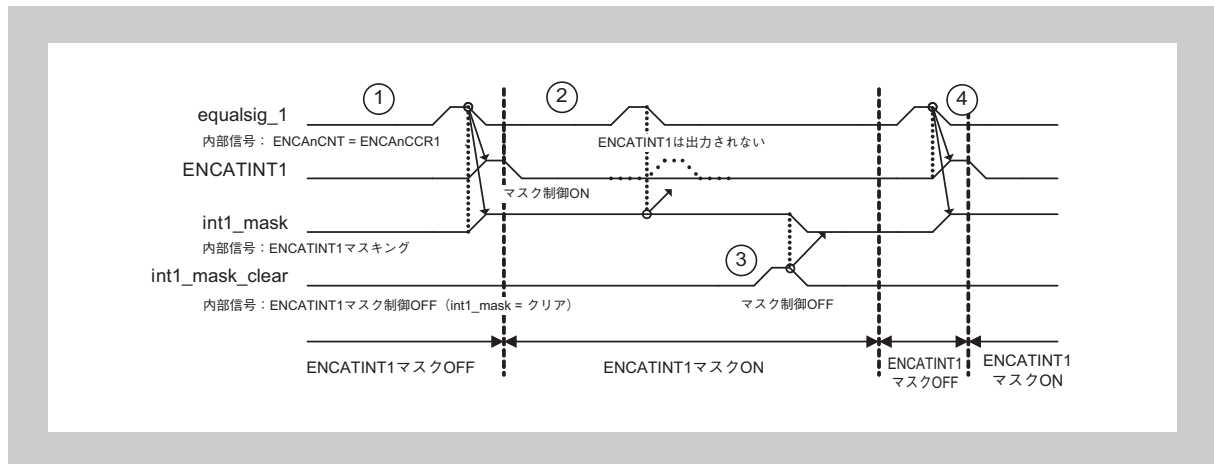 ① ② ④
equalsig_1
内部信号： ENCAnCNT = ENCAnCCR1
ENCATINT1は出力されない
ENCATINT1
マスク制御ON
int1_mask
内部信号：ENCATINT1マスキング
③
int1_mask_clear
内部信号：ENCATINT1マスク制御OFF（int1_mask = クリア）
マスク制御OFF
ENCATINT1マスクOFF
ENCATINT1マスクON
ENCATINT1
マスクOFF
ENCATINT1
マスクON